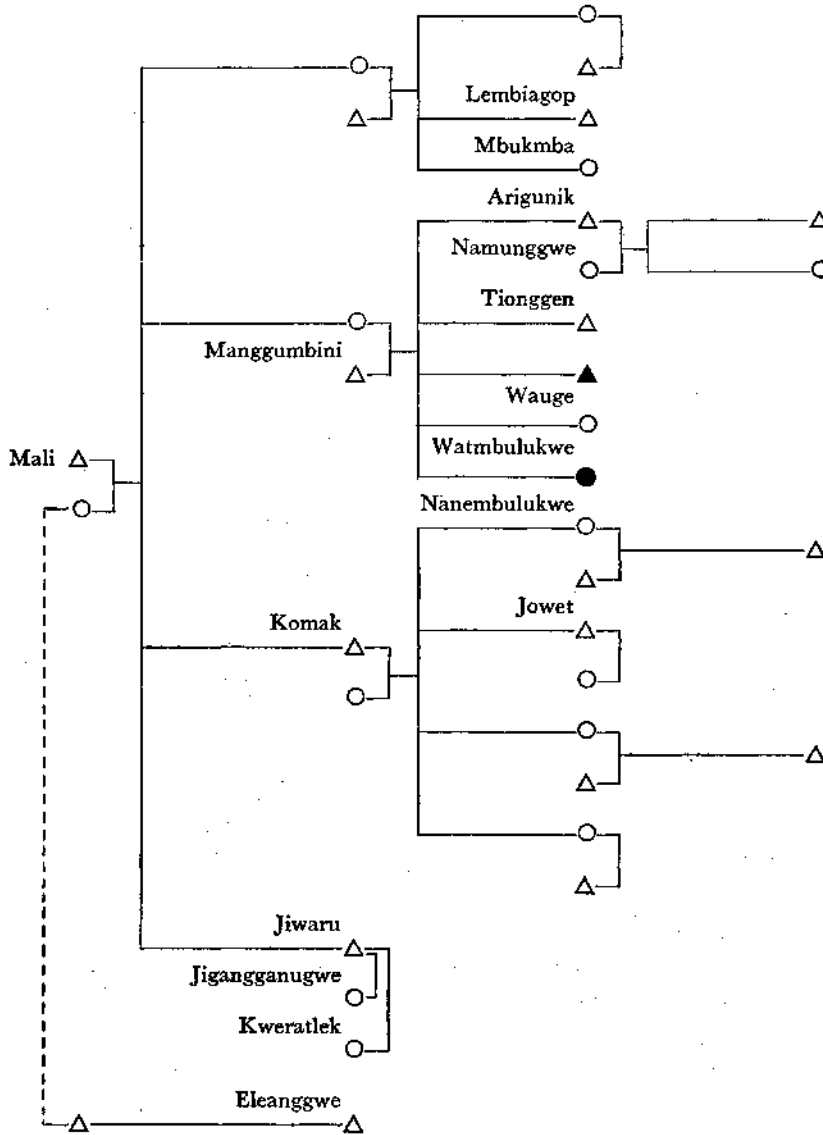 Lembiagop
Mbukmba
Arigunik
Namunggwe
Tionggen
Manggumbini
Wauge
Watmbulukwe
Mali
Nanembulukwe
Jowet
Komak
Jiwaru
Jigangganugwe
Kweratlek
Eleanggwe